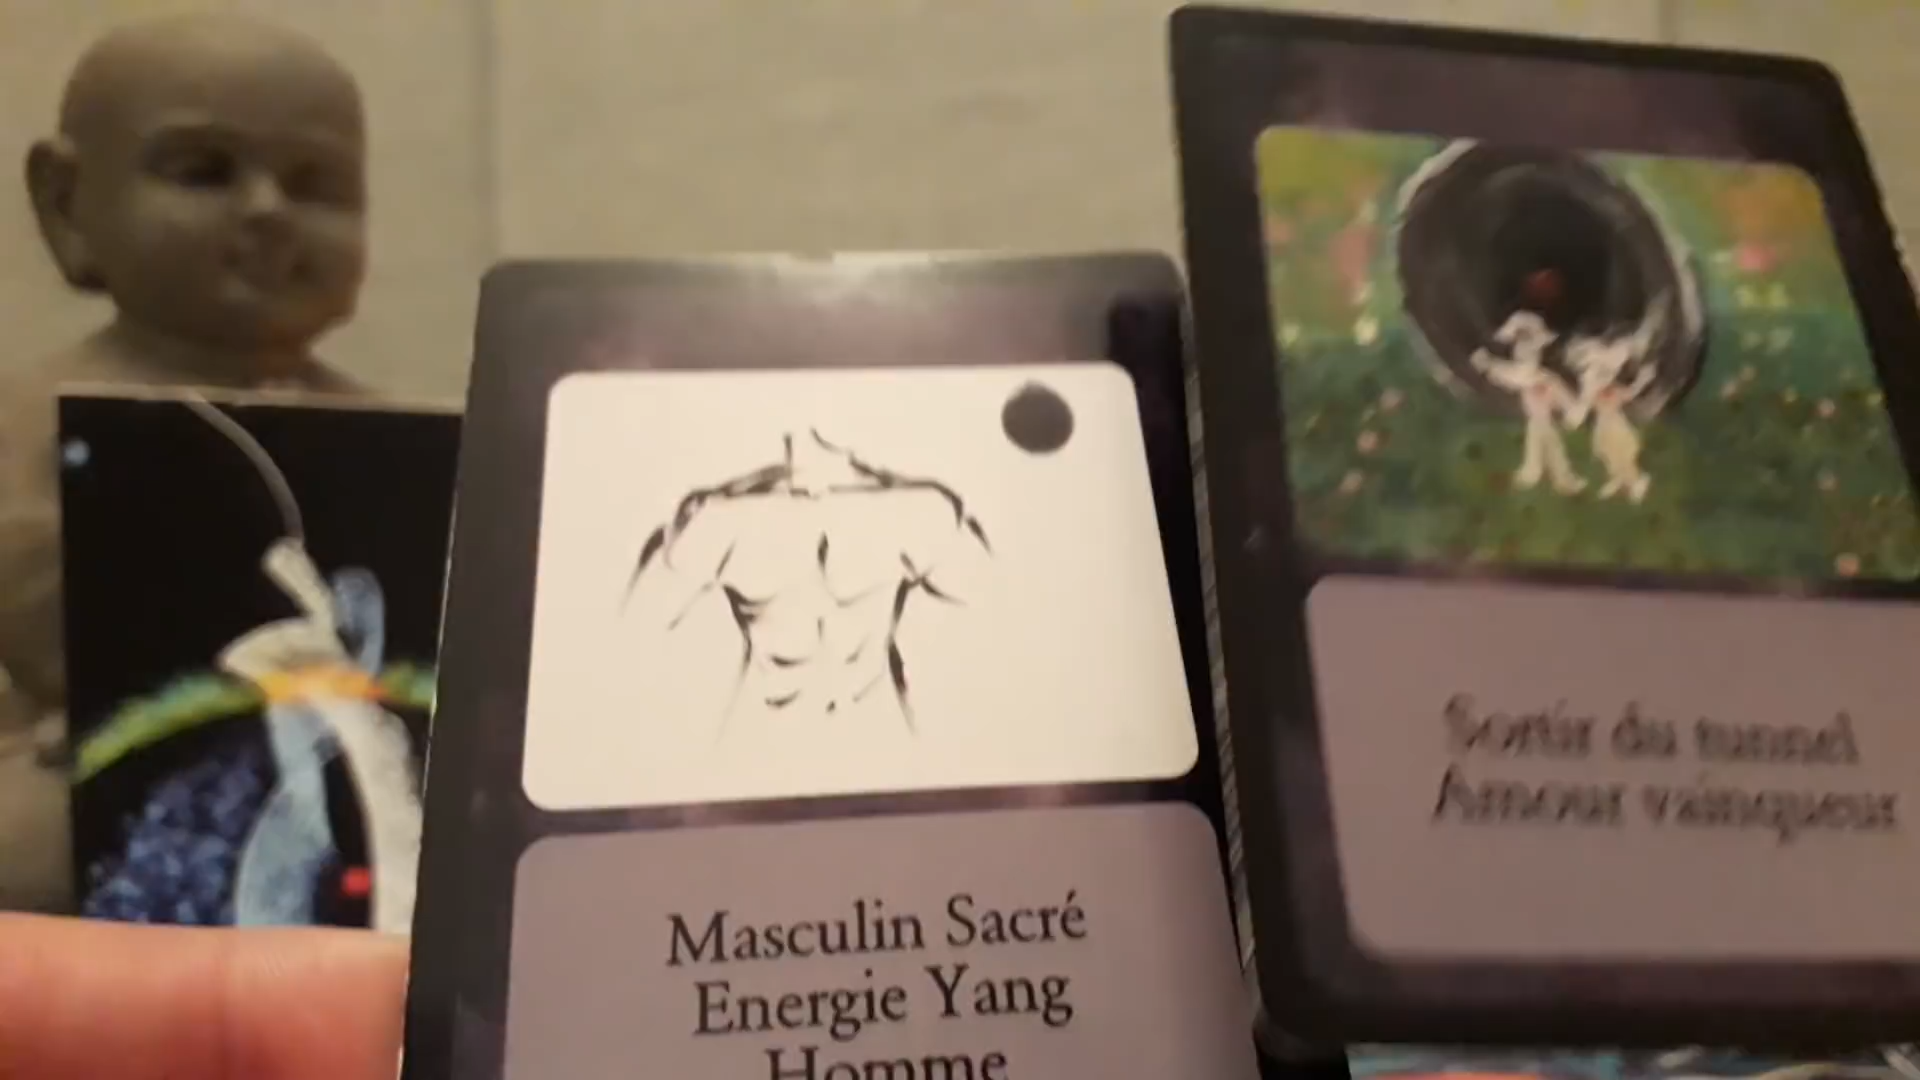 Masculin Sacré
Energie Yang
Homme
Sortir du tunnel
Amour vainqueur